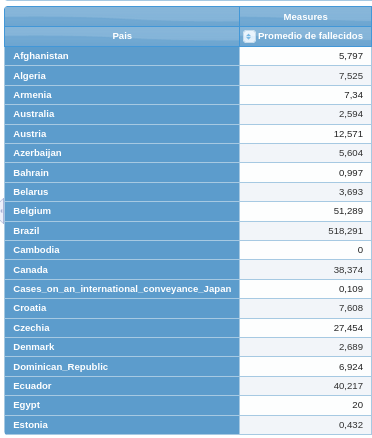 Measures
Pais Promedio de fallecidos
Afghanistan 5,797
Algeria 7,525
Armenia 7,34
Australia 2,594
Austria 12,571
Azerbaijan 5,604
Bahrain 0,997
Belarus 3,693
Belgium 51,289
Brazil 518,291
Cambodia 0
Canada 38,374
Cases_on_an_international_conveyance_Japan 0,109
Croatia 7,608
Czechia 27,454
Denmark 2,689
Dominican_Republic 6,924
Ecuador 40,217
Egypt 20
Estonia 0,432